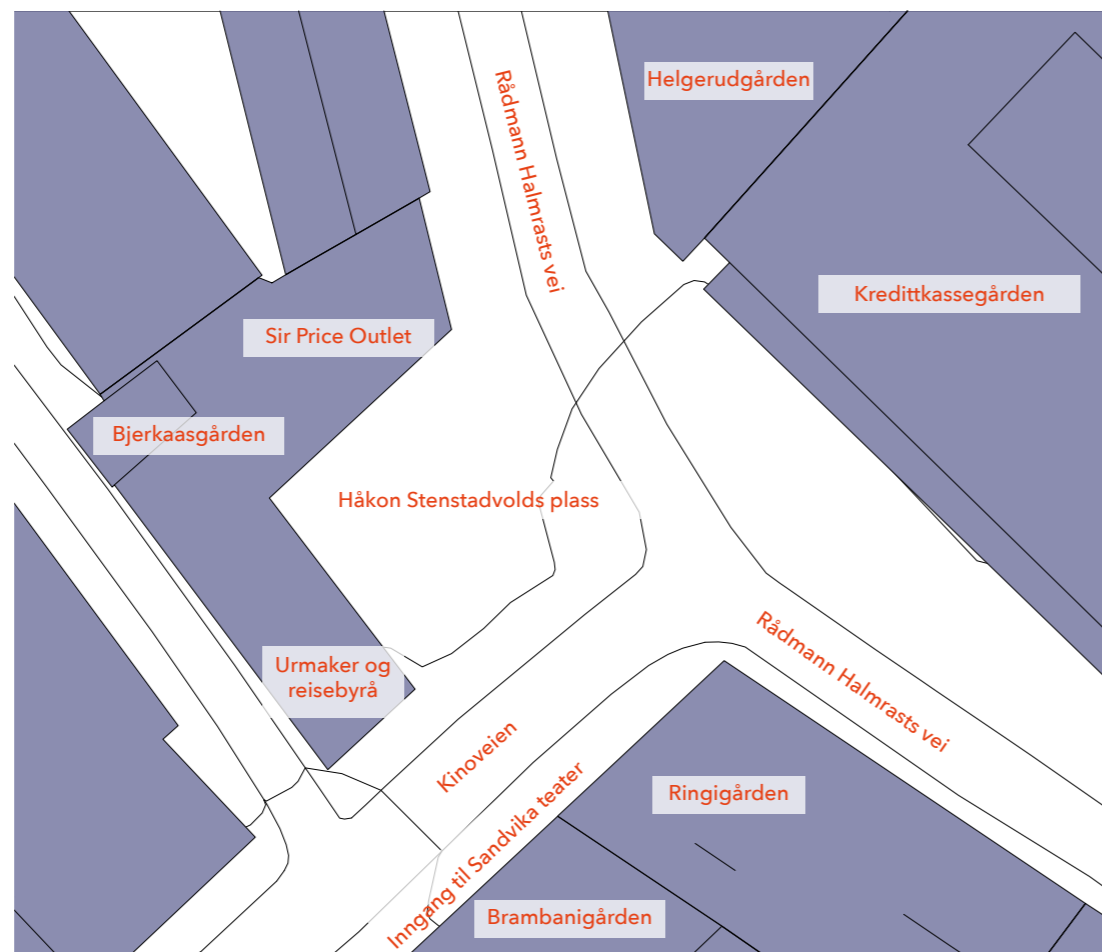 Helgerudgården
Rådmann Halmrasts vei
Kredittkassegården
Sir Price Outlet
Bjerkaasgården
Håkon Stenstadvolds plass
Urmaker og
reisebyrå
Rådmann Halmrasts vei
Kinoveien
Ringigården
Inngang til Sandvika teater
Brambanigården